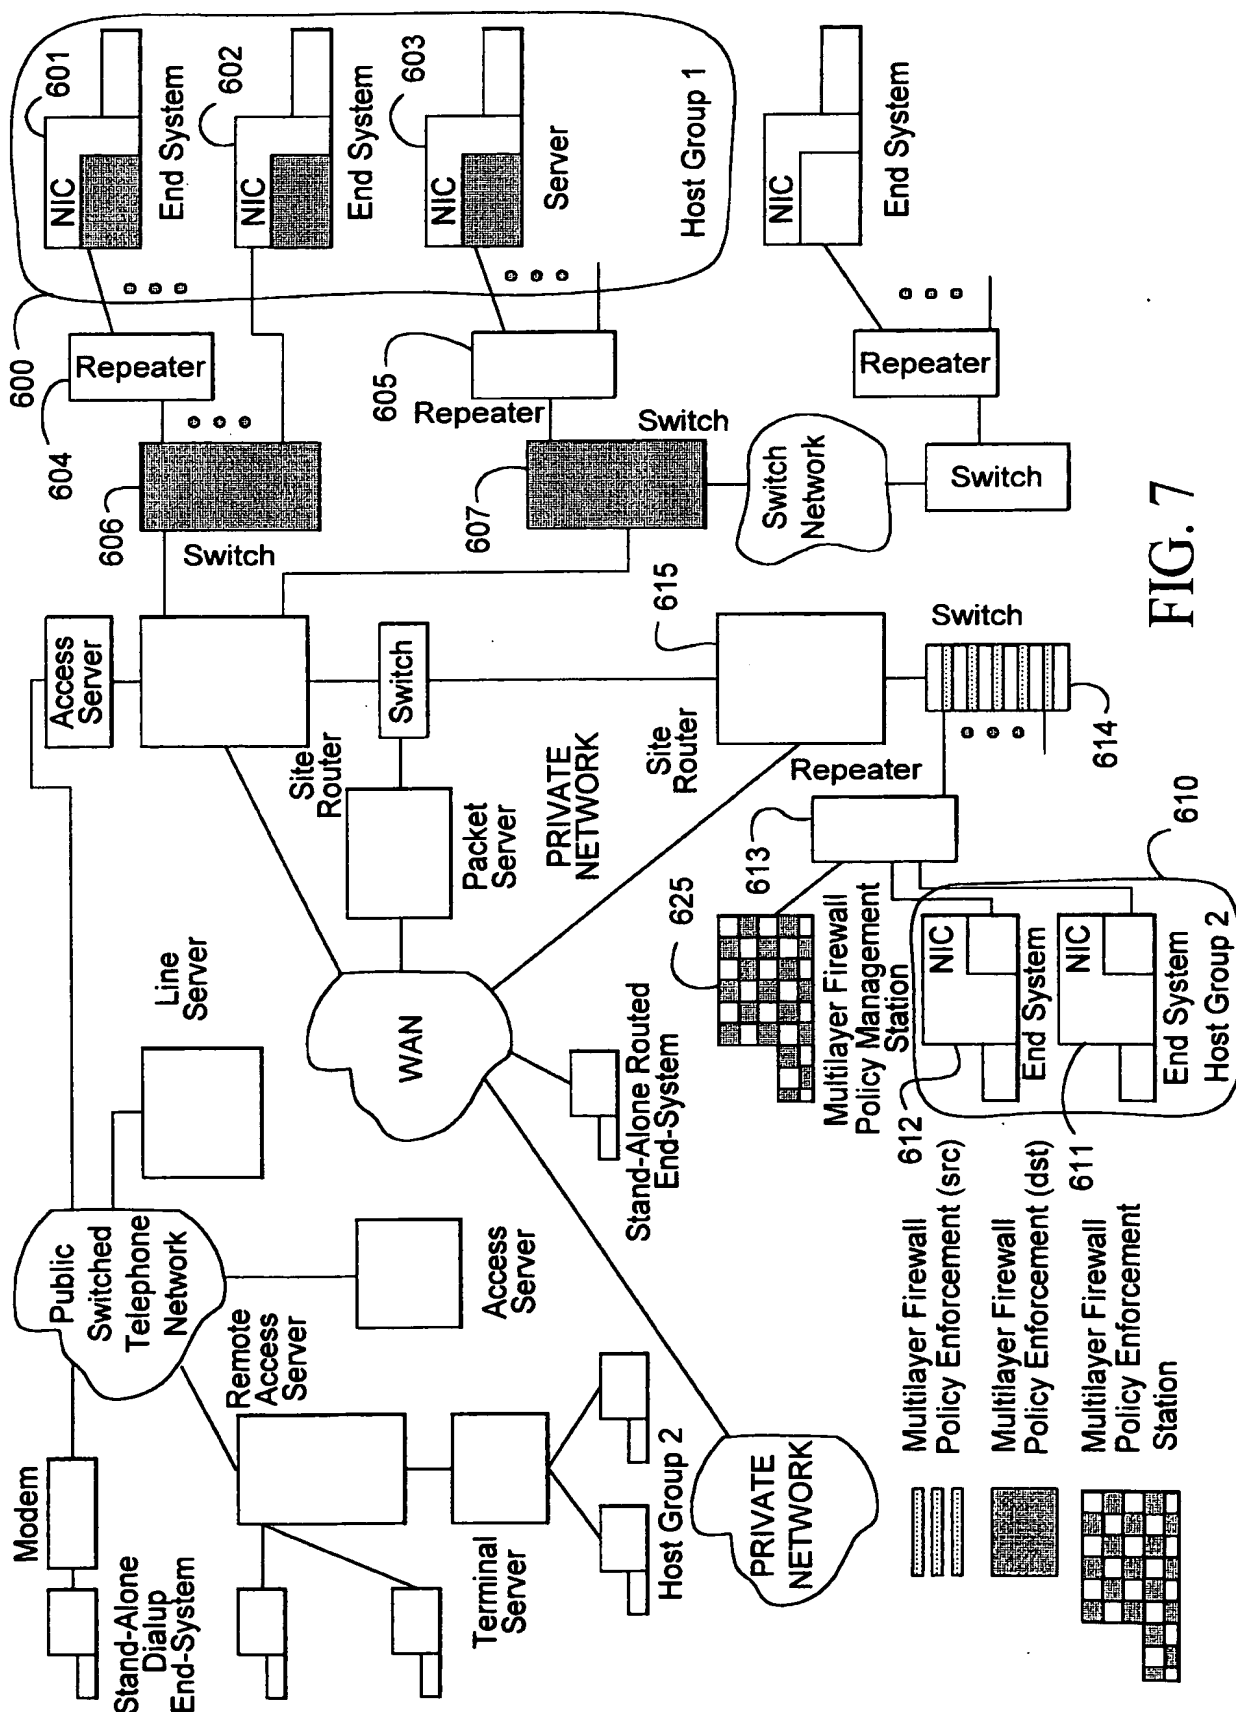 Modem
Stand-Alone
Dialup
End-System
Public
Switched
Telephone
Network
Remote
Access
Server
Terminal
Server
Host Group 2
Access
Server
Line
Server
PRIVATE
NETWORK
WAN
Stand-Alone Routed
End-System
Access
Server
Site
Router
Switch
Packet
Server
PRIVATE
NETWORK
Site
Router
615
606
Switch
604
Repeater
600
601
NIC
End System
602
NIC
End System
603
NIC
Server
Host Group 1
605
Repeater
607
Switch
Switch
Network
Switch
Repeater
NIC
End System
Switch
614
Repeater
613
625
Multilayer Firewall
Policy Management
Station
610
612
NIC
End System
611
NIC
End System
Host Group 2
Multilayer Firewall
Policy Enforcement (src)
Multilayer Firewall
Policy Enforcement (dst)
Multilayer Firewall
Policy Enforcement
Station
FIG. 7